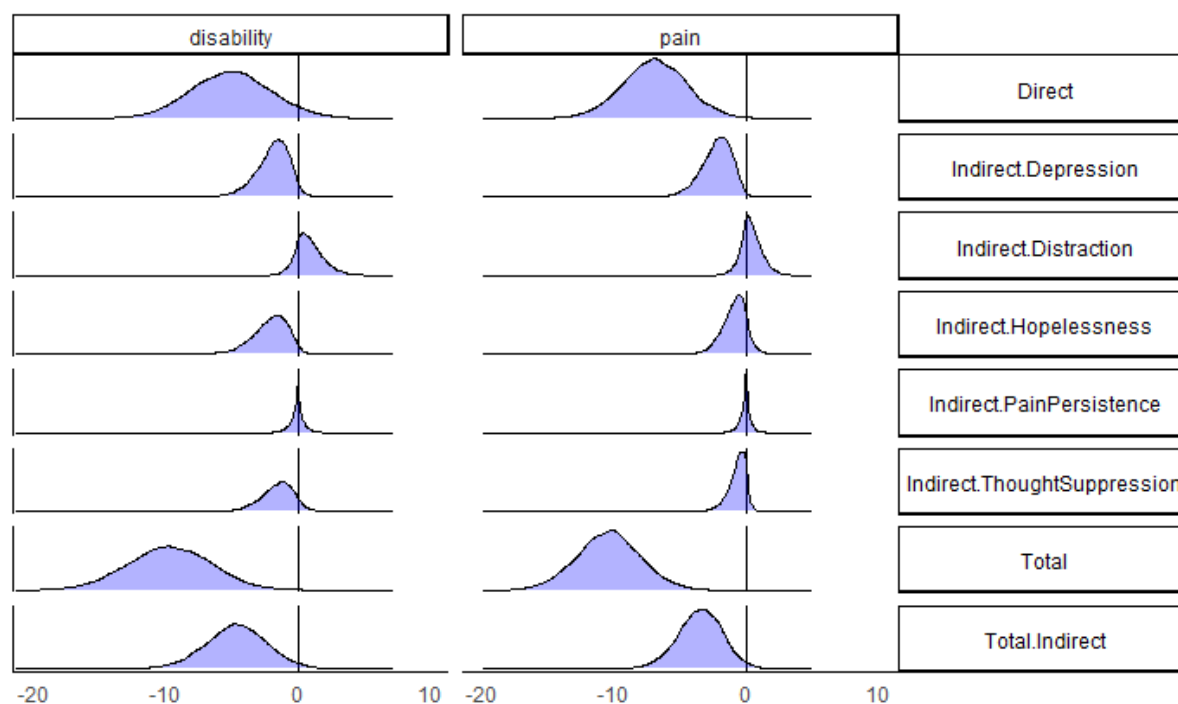 disability
pain
Direct
Indirect.Depression
Indirect.Distraction
Indirect.Hopelessness
Indirect.PainPersistence
Indirect.ThoughtSuppression
Total
Total.Indirect
-20 -10 0 10 -20 -10 0 10